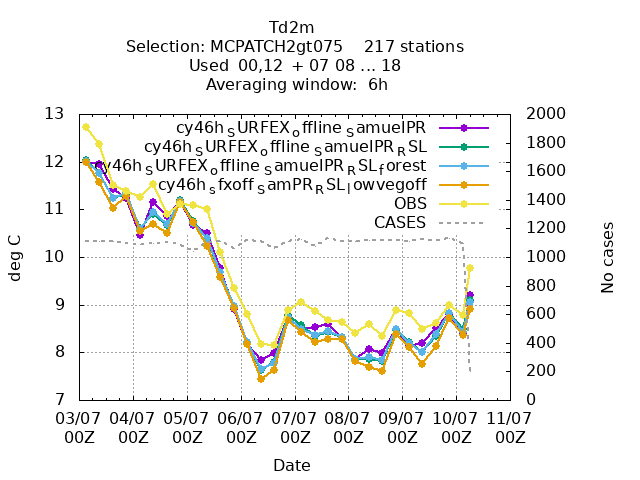 Td2m
Selection: MCPATCH2gt075 217 stations
Used 00,12 + 07 08 ... 18
Averaging window: 6h
cy46h_SURFEX_offline_SamuelPR
cy46h_SURFEX_offline_SamuelPR_RSL
cy46h_SURFEX_offline_SamuelPR_RSL_forest
cy46h_sfxoff_SamPR_RSL_lowvegoff
OBS
CASES
deg C
13
12
11
10
9
8
7
No cases
2000
1800
1600
1400
1200
1000
800
600
400
200
0
03/07 04/07 05/07 06/07 07/07 08/07 09/07 10/07 11/07
00Z 00Z 00Z 00Z 00Z 00Z 00Z 00Z 00Z
Date